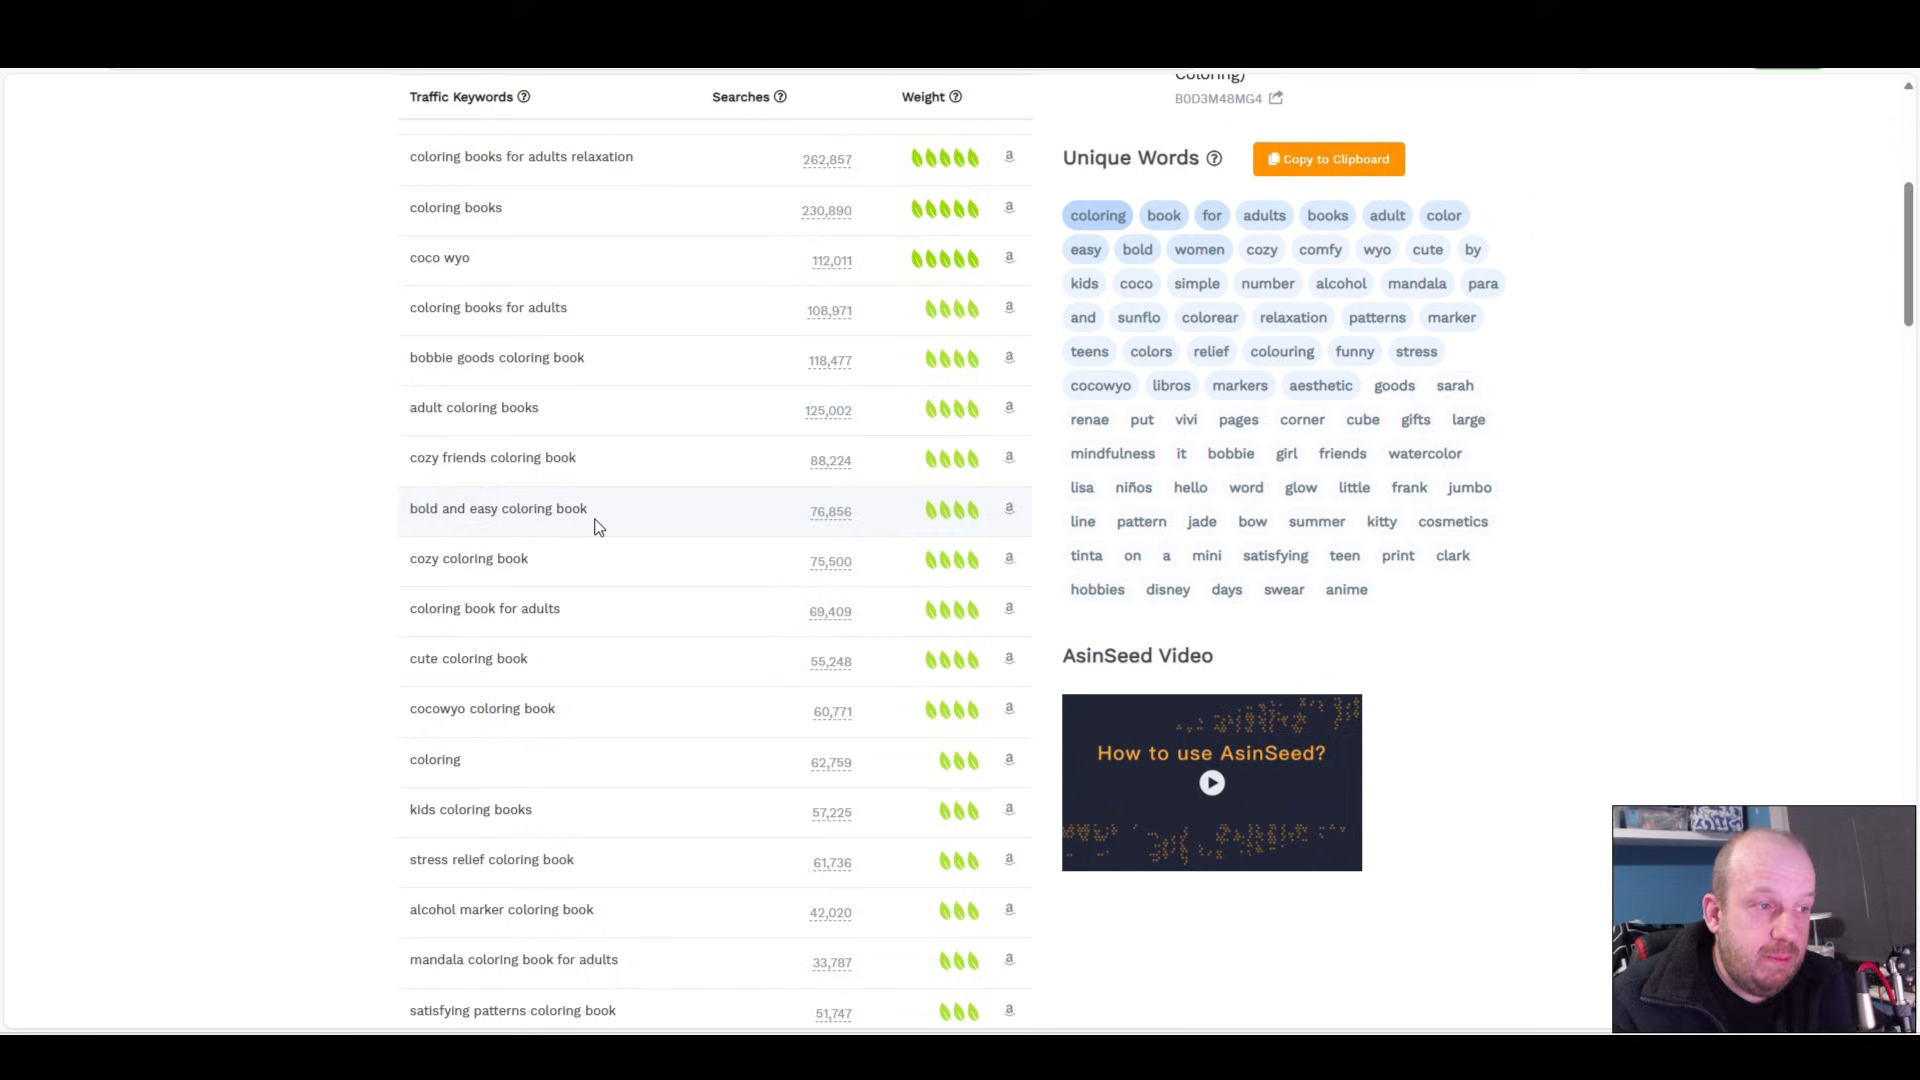 Coloring)
Traffic Keywords Searches Weight
B0D3M48MG4
coloring books for adults relaxation 262,857
coloring books 230,890
coco wyo 112,011
coloring books for adults 108,971
bobbie goods coloring book 118,477
adult coloring books 125,002
cozy friends coloring book 88,224
bold and easy coloring book 76,856
cozy coloring book 75,500
coloring book for adults 69,409
cute coloring book 55,248
cocowyo coloring book 60,771
coloring 62,759
kids coloring books 57,225
stress relief coloring book 61,736
alcohol marker coloring book 42,020
mandala coloring book for adults 33,787
satisfying patterns coloring book 51,747
Unique Words Copy to Clipboard
coloring book for adults books adult color
easy bold women cozy comfy wyo cute by
kids coco simple number alcohol mandala para
and sunflo colorear relaxation patterns marker
teens colors relief colouring funny stress
cocowyo libros markers aesthetic goods sarah
renae put vivi pages corner cube gifts large
mindfulness it bobbie girl friends watercolor
lisa niños hello word glow little frank jumbo
line pattern jade bow summer kitty cosmetics
tinta on a mini satisfying teen print clark
hobbies disney days swear anime
AsinSeed Video
How to use AsinSeed?